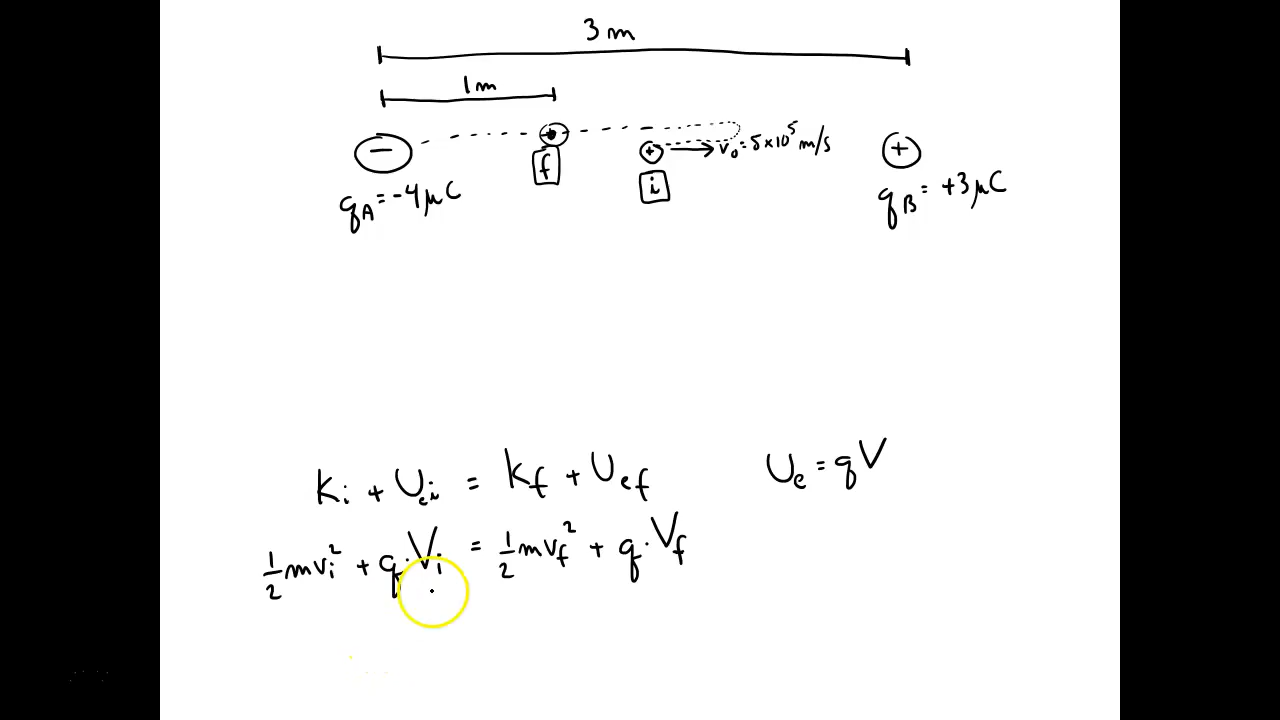 3 m
1 m
− + v₀ = 5×10⁵ m/s +
f i
q_A = -4 μC q_B = +3 μC
K_i + U_ei = K_f + U_ef U_e = qV
½mv_i² + q·V_i = ½mv_f² + q·V_f